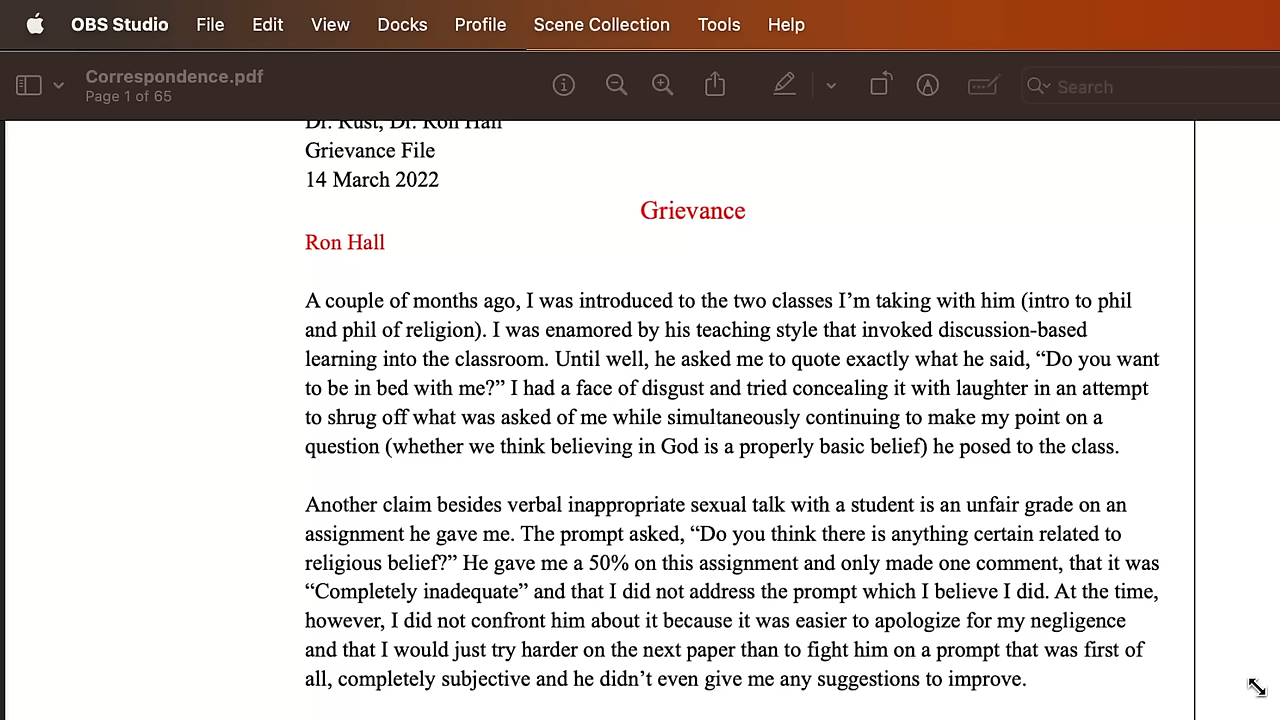 OBS Studio File Edit View Docks Profile Scene Collection Tools Help
Correspondence.pdf
Page 1 of 65
Search
Dr. Rust, Dr. Ron Hall
Grievance File
14 March 2022
Grievance
Ron Hall
A couple of months ago, I was introduced to the two classes I’m taking with him (intro to phil
and phil of religion). I was enamored by his teaching style that invoked discussion-based
learning into the classroom. Until well, he asked me to quote exactly what he said, “Do you want
to be in bed with me?” I had a face of disgust and tried concealing it with laughter in an attempt
to shrug off what was asked of me while simultaneously continuing to make my point on a
question (whether we think believing in God is a properly basic belief) he posed to the class.
Another claim besides verbal inappropriate sexual talk with a student is an unfair grade on an
assignment he gave me. The prompt asked, “Do you think there is anything certain related to
religious belief?” He gave me a 50% on this assignment and only made one comment, that it was
“Completely inadequate” and that I did not address the prompt which I believe I did. At the time,
however, I did not confront him about it because it was easier to apologize for my negligence
and that I would just try harder on the next paper than to fight him on a prompt that was first of
all, completely subjective and he didn’t even give me any suggestions to improve.